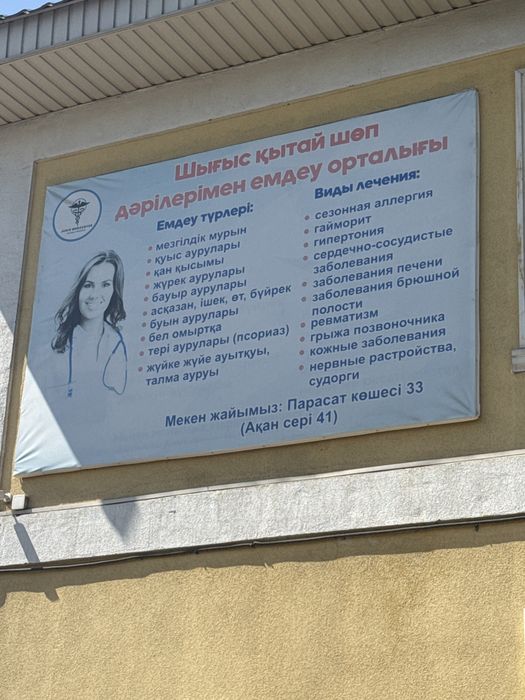 Шығыс қытай шөп
дәрілерімен емдеу орталығы
Емдеу түрлері:
• мезгілдік мұрын
• қуыс аурулары
• қан қысымы
• жүрек аурулары
• бауыр аурулары
• асқазан, ішек, өт, бүйрек
• буын аурулары
• бел омыртқа
• тері аурулары (псориаз)
• жүйке жүйе ауытқуы,
талма ауруы
Виды лечения:
• сезонная аллергия
• гайморит
• гипертония
• сердечно-сосудистые
заболевания
• заболевания печени
• заболевания брюшной
полости
• ревматизм
• грыжа позвоночника
• кожные заболевания
• нервные растройства,
судорги
Мекен жайымыз: Парасат көшесі 33
(Ақан сері 41)